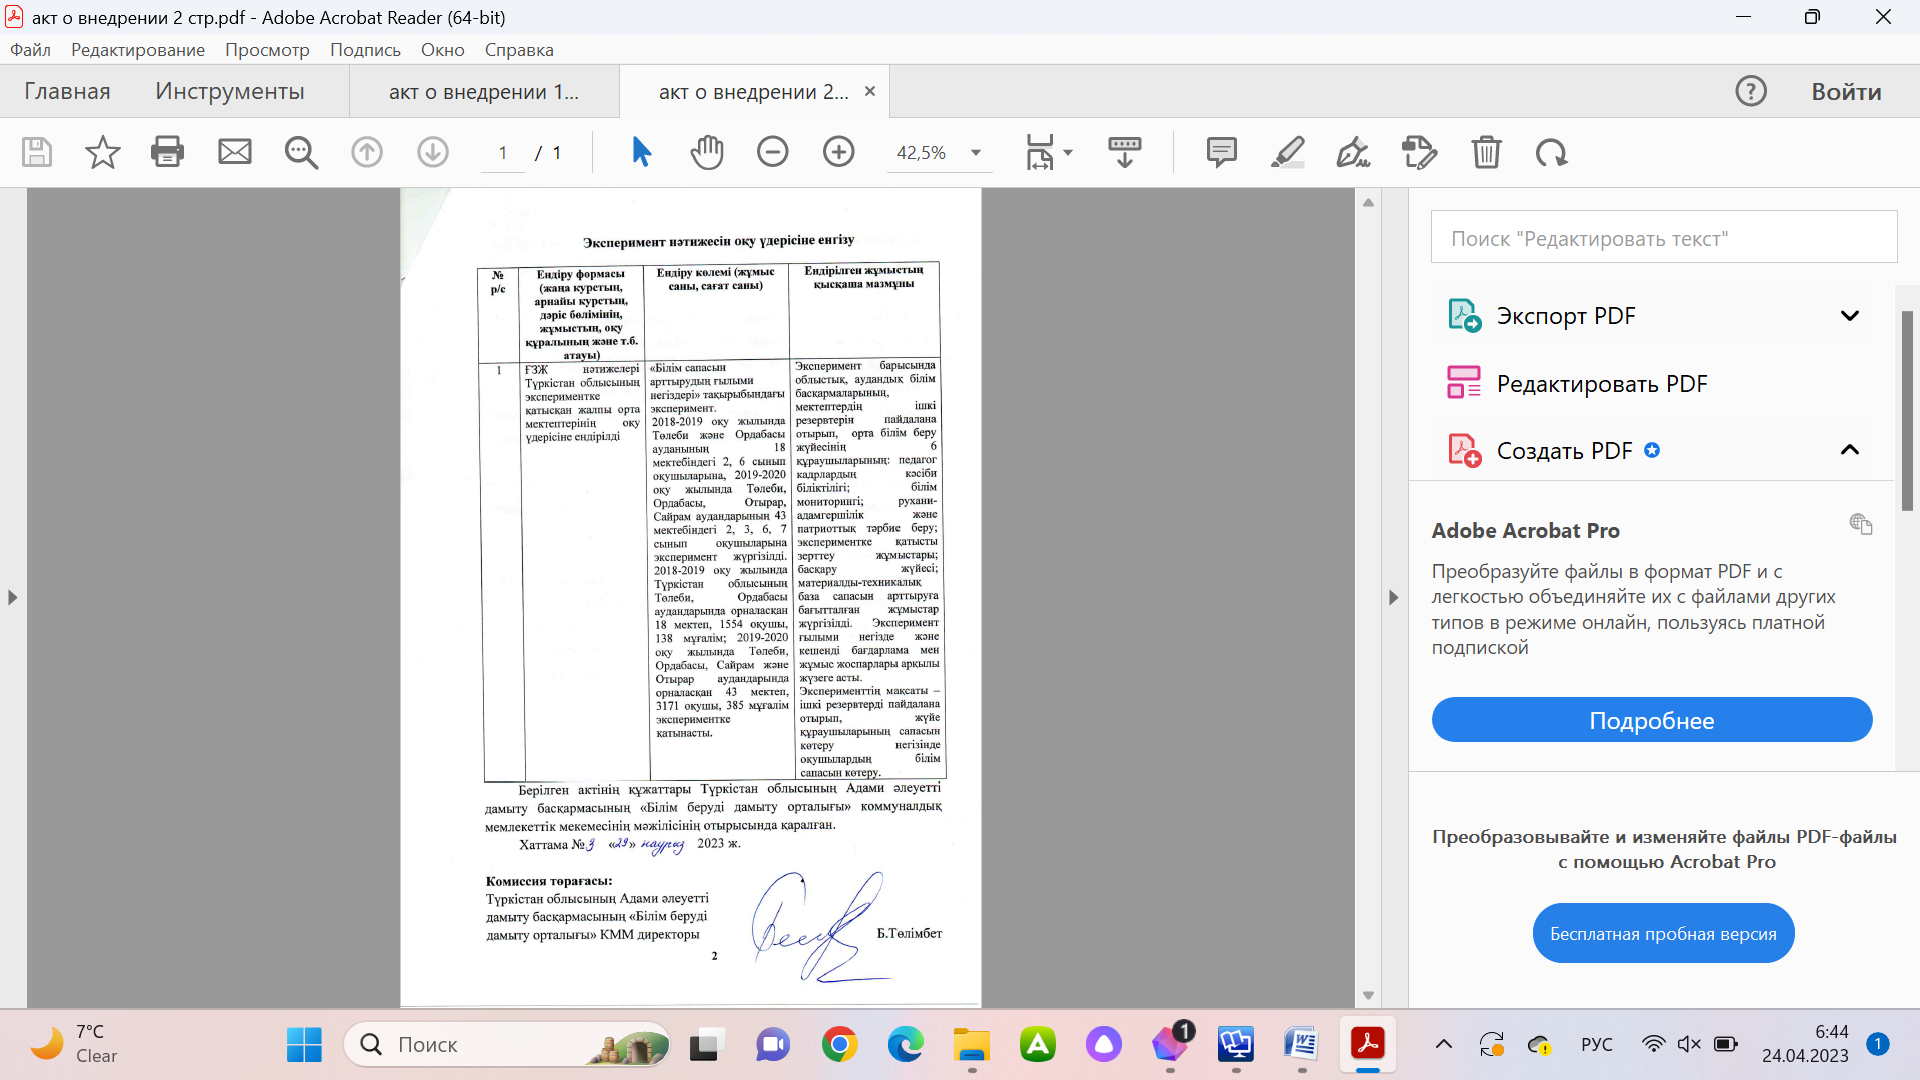 акт о внедрении 2 стр.pdf - Adobe Acrobat Reader (64-bit)
Файл Редактирование Просмотр Подпись Окно Справка
Главная Инструменты акт о внедрении 1... акт о внедрении 2... Войти
1 / 1 42,5%
Эксперимент нәтижесін оқу үдерісіне енгізу
№
р/с
Ендіру формасы
(жаңа курстың,
арнайы курстың,
дәріс бөлімінің,
жұмыстың, оқу
құралының және т.б.
атауы)
Ендіру көлемі (жұмыс
саны, сағат саны)
Ендірілген жұмыстың
қысқаша мазмұны
1
ҒЗЖ нәтижелері
Түркістан облысының
экспериментке
қатысқан жалпы орта
мектептерінің оқу
үдерісіне ендірілді
«Білім сапасын
арттырудың ғылыми
негіздері» тақырыбындағы
эксперимент.
2018-2019 оқу жылында
Төлеби және Ордабасы
ауданының 18
мектебіндегі 2, 6 сынып
оқушыларына, 2019-2020
оқу жылында Төлеби,
Ордабасы, Отырар,
Сайрам аудандарының 43
мектебіндегі 2, 3, 6, 7
сынып оқушыларына
эксперимент жүргізілді.
2018-2019 оқу жылында
Түркістан облысының
Төлеби, Ордабасы
аудандарында орналасқан
18 мектеп, 1554 оқушы,
138 мұғалім; 2019-2020
оқу жылында Төлеби,
Ордабасы, Сайрам және
Отырар аудандарында
орналасқан 43 мектеп,
3171 оқушы, 385 мұғалім
экспериментке
қатынасты.
Эксперимент барысында
облыстық, аудандық білім
басқармаларының,
мектептердің ішкі
резервтерін пайдалана
отырып, орта білім беру
жүйесінің 6
құраушыларының: педагог
кадрлардың кәсіби
біліктілігі; білім
мониторингі; рухани-
адамгершілік және
патриоттық тәрбие беру;
экспериментке қатысты
зерттеу жұмыстары;
басқару жүйесі;
материалды-техникалық
база сапасын арттыруға
бағытталған жұмыстар
жүргізілді. Эксперимент
ғылыми негізде және
кешенді бағдарлама мен
жұмыс жоспарлары арқылы
жүзеге асты.
Эксперименттің мақсаты –
ішкі резервтерді пайдалана
отырып, жүйе
құраушыларының сапасын
көтеру негізінде
оқушылардың білім
сапасын көтеру.
Берілген актінің құжаттары Түркістан облысының Адами әлеуетті
дамыту басқармасының «Білім беруді дамыту орталығы» коммуналдық
мемлекеттік мекемесінің мәжілісінің отырысында қаралған.
Хаттама № 3 «29» наурыз 2023 ж.
Комиссия төрағасы:
Түркістан облысының Адами әлеуетті
дамыту басқармасының «Білім беруді
дамыту орталығы» КММ директоры
Б.Төлімбет
2
Поиск "Редактировать текст"
Экспорт PDF
Редактировать PDF
Создать PDF
Adobe Acrobat Pro
Преобразуйте файлы в формат PDF и с
легкостью объединяйте их с файлами других
типов в режиме онлайн, пользуясь платной
подпиской
Подробнее
Преобразовывайте и изменяйте файлы PDF-файлы
с помощью Acrobat Pro
Бесплатная пробная версия
7°C
Clear
Поиск
1
РУС
6:44
24.04.2023
1